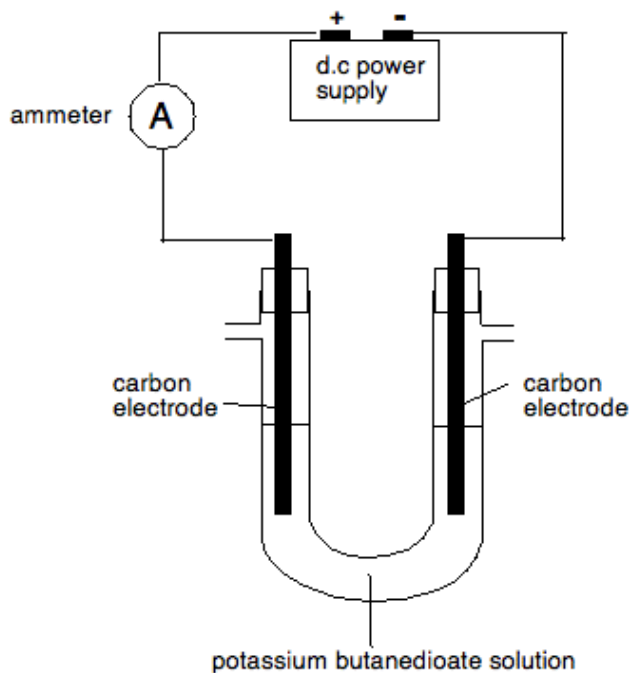 + -
d.c power
supply
ammeter
A
carbon
electrode
carbon
electrode
potassium butanedioate solution